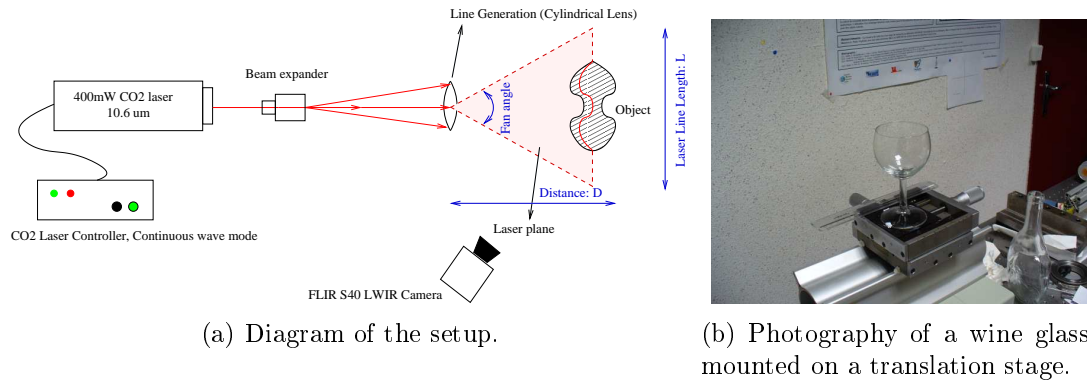 Line Generation (Cylindrical Lens)
Beam expander
400mW CO2 laser
10.6 um
Fan angle
Object
Laser Line Length: L
Distance: D
Laser plane
CO2 Laser Controller, Continuous wave mode
FLIR S40 LWIR Camera
(a) Diagram of the setup.
(b) Photography of a wine glass
mounted on a translation stage.